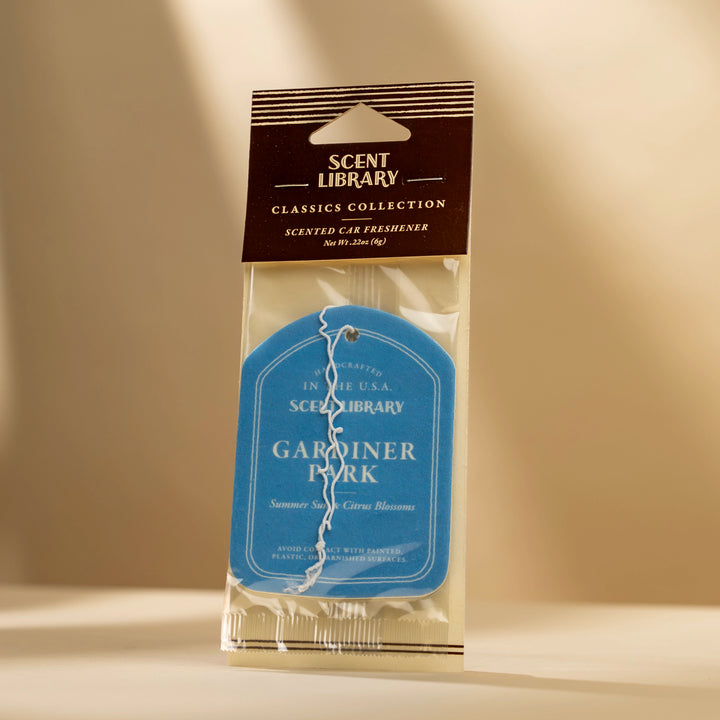 SCENT
LIBRARY
CLASSICS COLLECTION
SCENTED CAR FRESHENER
Net Wt .22oz (6g)
HANDCRAFTED
IN THE U.S.A.
SCENT LIBRARY
GARDINER
PARK
Summer Sun & Citrus Blossoms
AVOID CONTACT WITH PAINTED,
PLASTIC, OR VARNISHED SURFACES.